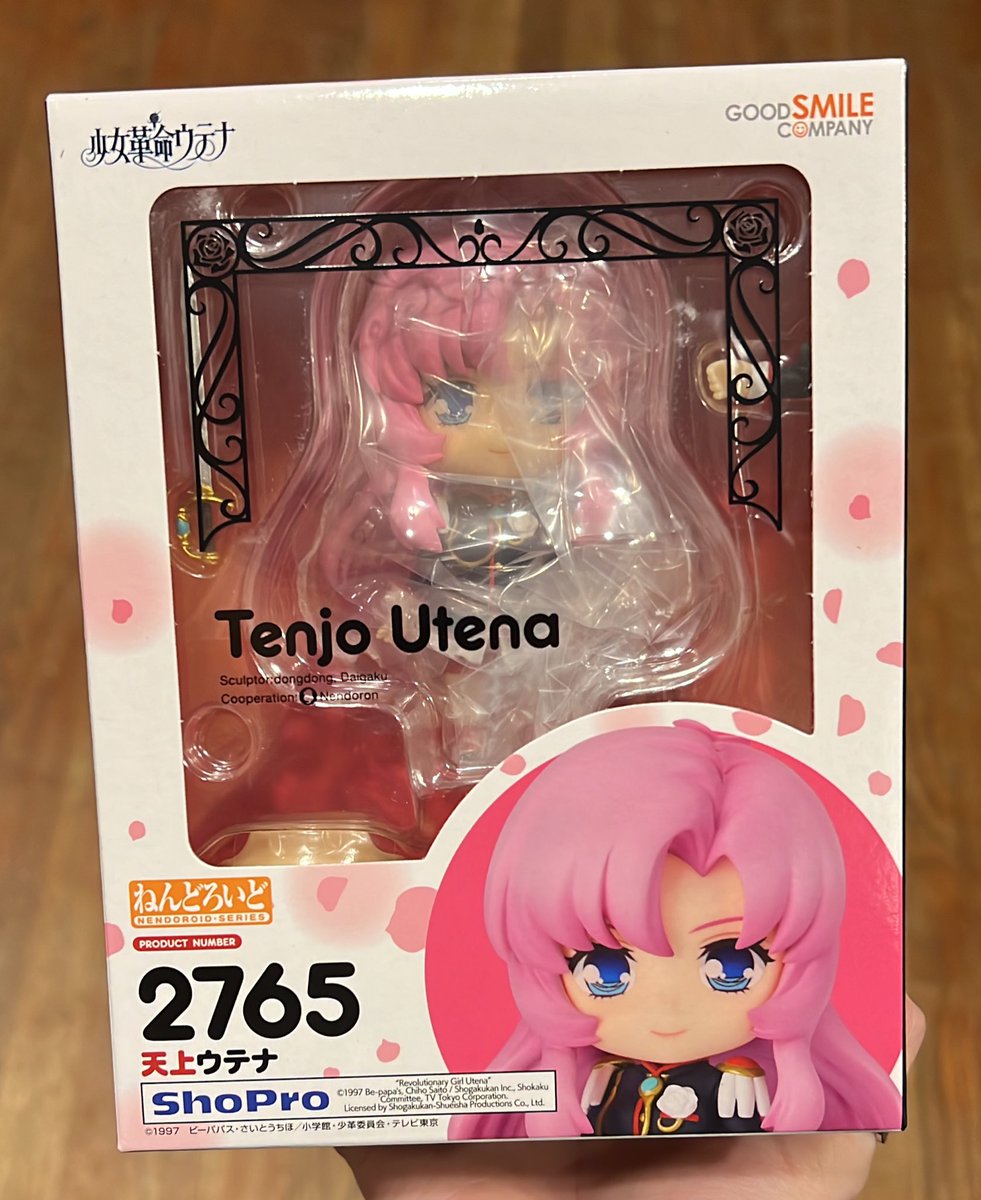 少女革命ウテナ
GOOD SMILE
COMPANY
Tenjo Utena
Sculptor:dongdong, Daigaku
Cooperation: Nendoron
ねんどろいど
NENDOROID・SERIES
PRODUCT NUMBER
2765
天上ウテナ
ShoPro
"Revolutionary Girl Utena"
©1997 Be-papa's, Chiho Saito / Shogakukan Inc., Shokaku
Committee, TV Tokyo Corporation.
Licensed by Shogakukan-Shueisha Productions Co., Ltd.
©1997 ビーパパス・さいとうちほ/小学館・少革委員会・テレビ東京